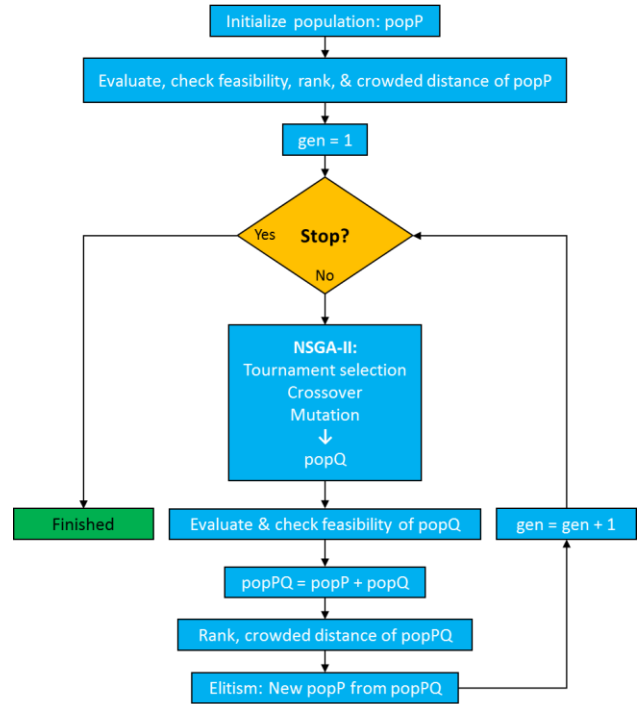 Initialize population: popP
Evaluate, check feasibility, rank, & crowded distance of popP
gen = 1
Stop?
Yes
No
NSGA-II:
Tournament selection
Crossover
Mutation
↓
popQ
Finished
Evaluate & check feasibility of popQ
gen = gen + 1
popPQ = popP + popQ
Rank, crowded distance of popPQ
Elitism: New popP from popPQ